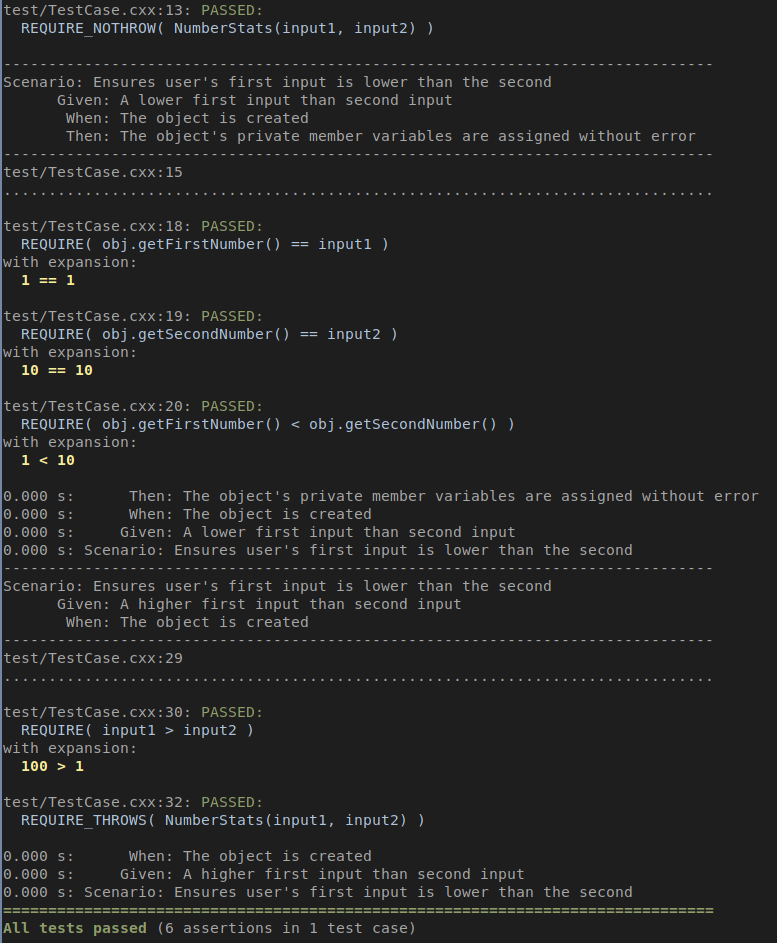 test/TestCase.cxx:13: PASSED:
  REQUIRE_NOTHROW( NumberStats(input1, input2) )
-------------------------------------------------------------------------------
Scenario: Ensures user's first input is lower than the second
      Given: A lower first input than second input
       When: The object is created
       Then: The object's private member variables are assigned without error
-------------------------------------------------------------------------------
test/TestCase.cxx:15
...............................................................................
test/TestCase.cxx:18: PASSED:
  REQUIRE( obj.getFirstNumber() == input1 )
with expansion:
  1 == 1
test/TestCase.cxx:19: PASSED:
  REQUIRE( obj.getSecondNumber() == input2 )
with expansion:
  10 == 10
test/TestCase.cxx:20: PASSED:
  REQUIRE( obj.getFirstNumber() < obj.getSecondNumber() )
with expansion:
  1 < 10
0.000 s:      Then: The object's private member variables are assigned without error
0.000 s:      When: The object is created
0.000 s:     Given: A lower first input than second input
0.000 s: Scenario: Ensures user's first input is lower than the second
-------------------------------------------------------------------------------
Scenario: Ensures user's first input is lower than the second
      Given: A higher first input than second input
       When: The object is created
-------------------------------------------------------------------------------
test/TestCase.cxx:29
...............................................................................
test/TestCase.cxx:30: PASSED:
  REQUIRE( input1 > input2 )
with expansion:
  100 > 1
test/TestCase.cxx:32: PASSED:
  REQUIRE_THROWS( NumberStats(input1, input2) )
0.000 s:      When: The object is created
0.000 s:     Given: A higher first input than second input
0.000 s: Scenario: Ensures user's first input is lower than the second
===============================================================================
All tests passed (6 assertions in 1 test case)